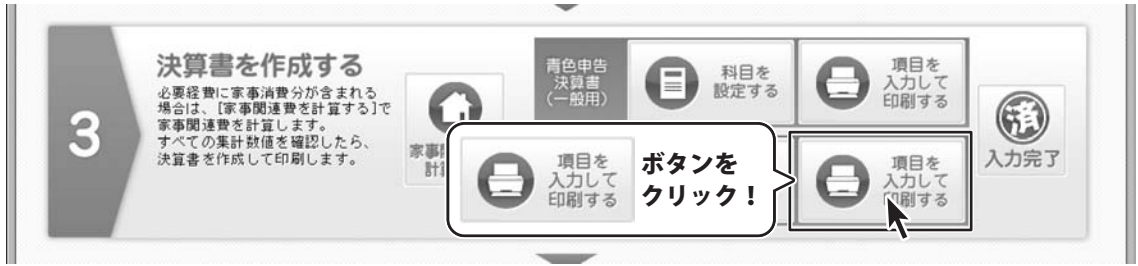 3
決算書を作成する
必要経費に家事消費分が含まれる
場合は、[家事関連費を計算する]で
家事関連費を計算します。
すべての集計数値を確認したら、
決算書を作成して印刷します。
青色申告
決算書
(一般用)
科目を
設定する
項目を
入力して
印刷する
項目を
入力して
印刷する
ボタンを
クリック!
項目を
入力して
印刷する
済
入力完了